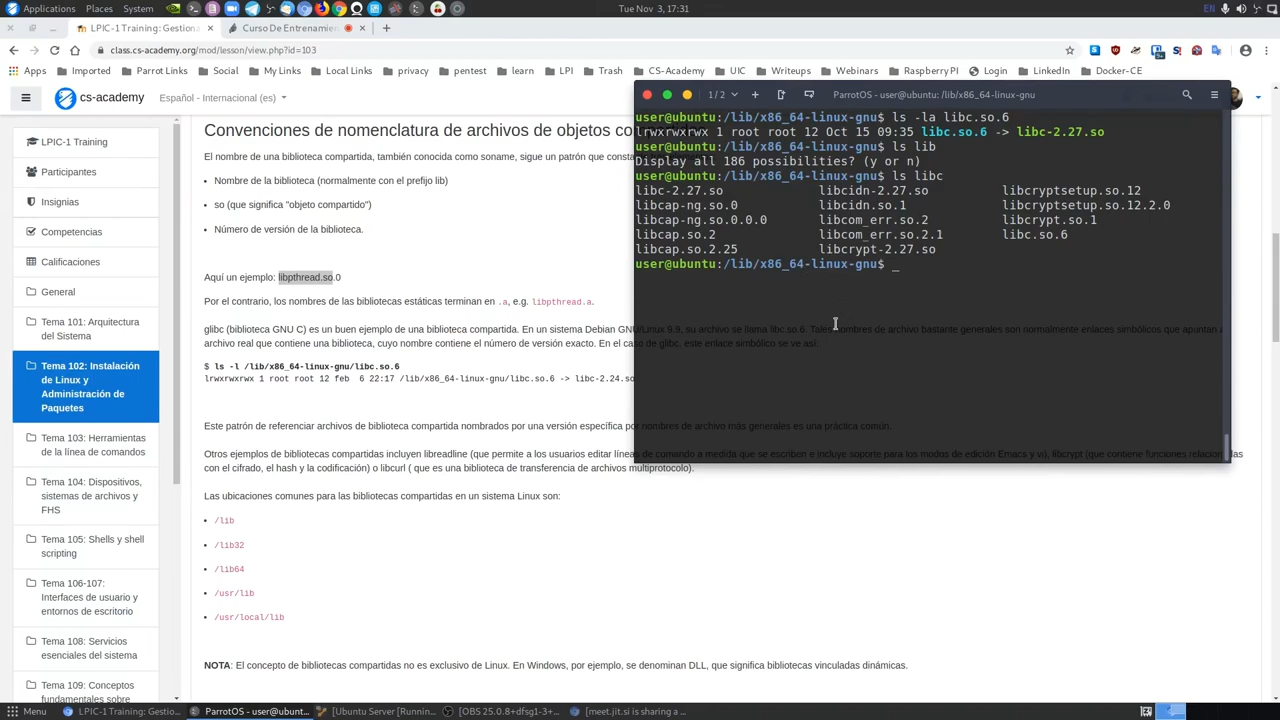 Applications Places System Tue Nov 3, 17:31 EN
LPIC-1 Training: Gestiona Curso De Entrenamie
class.cs-academy.org/mod/lesson/view.php?id=103
Apps Imported Parrot Links Social My Links Local Links privacy pentest learn LPI Trash CS-Academy UIC Writeups Webinars RaspberryPI Login LinkedIn Docker-CE
cs-academy Español - Internacional (es)
LPIC-1 Training
Participantes
Insignias
Competencias
Calificaciones
General
Tema 101: Arquitectura
del Sistema
Tema 102: Instalación
de Linux y
Administración de
Paquetes
Tema 103: Herramientas
de la línea de comandos
Tema 104: Dispositivos,
sistemas de archivos y
FHS
Tema 105: Shells y shell
scripting
Tema 106-107:
Interfaces de usuario y
entornos de escritorio
Tema 108: Servicios
esenciales del sistema
Tema 109: Conceptos
fundamentales sobre
Convenciones de nomenclatura de archivos de objetos co
El nombre de una biblioteca compartida, también conocida como soname, sigue un patrón que consta
Nombre de la biblioteca (normalmente con el prefijo lib)
so (que significa "objeto compartido")
Número de versión de la biblioteca.
Aquí un ejemplo: libpthread.so.0
Por el contrario, los nombres de las bibliotecas estáticas terminan en .a, e.g. libpthread.a.
glibc (biblioteca GNU C) es un buen ejemplo de una biblioteca compartida. En un sistema Debian GNU/Linux 9.9, su archivo se llama libc.so.6. Tales nombres de archivo bastante generales son normalmente enlaces simbólicos que apuntan a
archivo real que contiene una biblioteca, cuyo nombre contiene el número de versión exacto. En el caso de glibc, este enlace simbólico se ve así:
$ ls -l /lib/x86_64-linux-gnu/libc.so.6
lrwxrwxrwx 1 root root 12 feb 6 22:17 /lib/x86_64-linux-gnu/libc.so.6 -> libc-2.24.so
Este patrón de referenciar archivos de biblioteca compartida nombrados por una versión específica por nombres de archivo más generales es una práctica común.
Otros ejemplos de bibliotecas compartidas incluyen libreadline (que permite a los usuarios editar líneas de comando a medida que se escriben e incluye soporte para los modos de edición Emacs y vi), libcrypt (que contiene funciones relacionadas
con el cifrado, el hash y la codificación) o libcurl ( que es una biblioteca de transferencia de archivos multiprotocolo).
Las ubicaciones comunes para las bibliotecas compartidas en un sistema Linux son:
/lib
/lib32
/lib64
/usr/lib
/usr/local/lib
NOTA: El concepto de bibliotecas compartidas no es exclusivo de Linux. En Windows, por ejemplo, se denominan DLL, que significa bibliotecas vinculadas dinámicas.
1 / 2 ParrotOS - user@ubuntu: /lib/x86_64-linux-gnu
user@ubuntu:/lib/x86_64-linux-gnu$ ls -la libc.so.6
lrwxrwxrwx 1 root root 12 Oct 15 09:35 libc.so.6 -> libc-2.27.so
user@ubuntu:/lib/x86_64-linux-gnu$ ls lib
Display all 186 possibilities? (y or n)
user@ubuntu:/lib/x86_64-linux-gnu$ ls libc
libc-2.27.so libcidn-2.27.so libcryptsetup.so.12
libcap-ng.so.0 libcidn.so.1 libcryptsetup.so.12.2.0
libcap-ng.so.0.0.0 libcom_err.so.2 libcrypt.so.1
libcap.so.2 libcom_err.so.2.1 libc.so.6
libcap.so.2.25 libcrypt-2.27.so
user@ubuntu:/lib/x86_64-linux-gnu$ _
Menu LPIC-1 Training: Gestio... ParrotOS - user@ubunt... [Ubuntu Server [Runnin... [OBS 25.0.8+dfsg1-3+... [meet.jit.si is sharing a ...